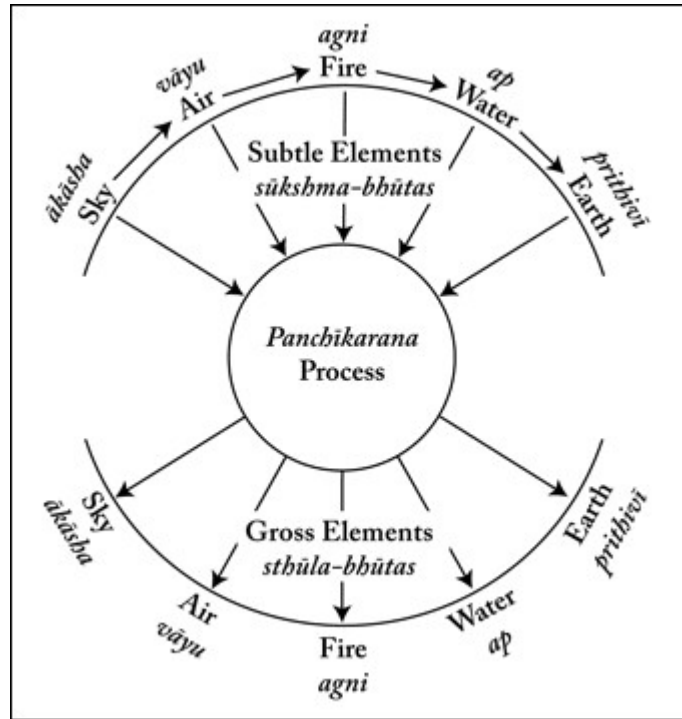 ākāsha
Sky
vāyu
Air
agni
Fire
ap
Water
prithivī
Earth
Subtle Elements
sūkshma-bhūtas
Panchīkarana
Process
Gross Elements
sthūla-bhūtas
Sky
ākāsha
Air
vāyu
Fire
agni
Water
ap
Earth
prithivī